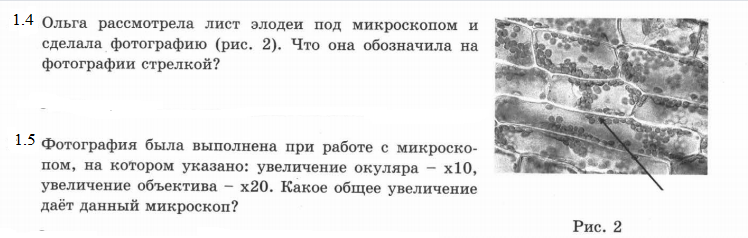 1.4 Ольга рассмотрела лист элодеи под микроскопом и
сделала фотографию (рис. 2). Что она обозначила на
фотографии стрелкой?
1.5 Фотография была выполнена при работе с микроско-
пом, на котором указано: увеличение окуляра – x10,
увеличение объектива – x20. Какое общее увеличение
даёт данный микроскоп?
Рис. 2